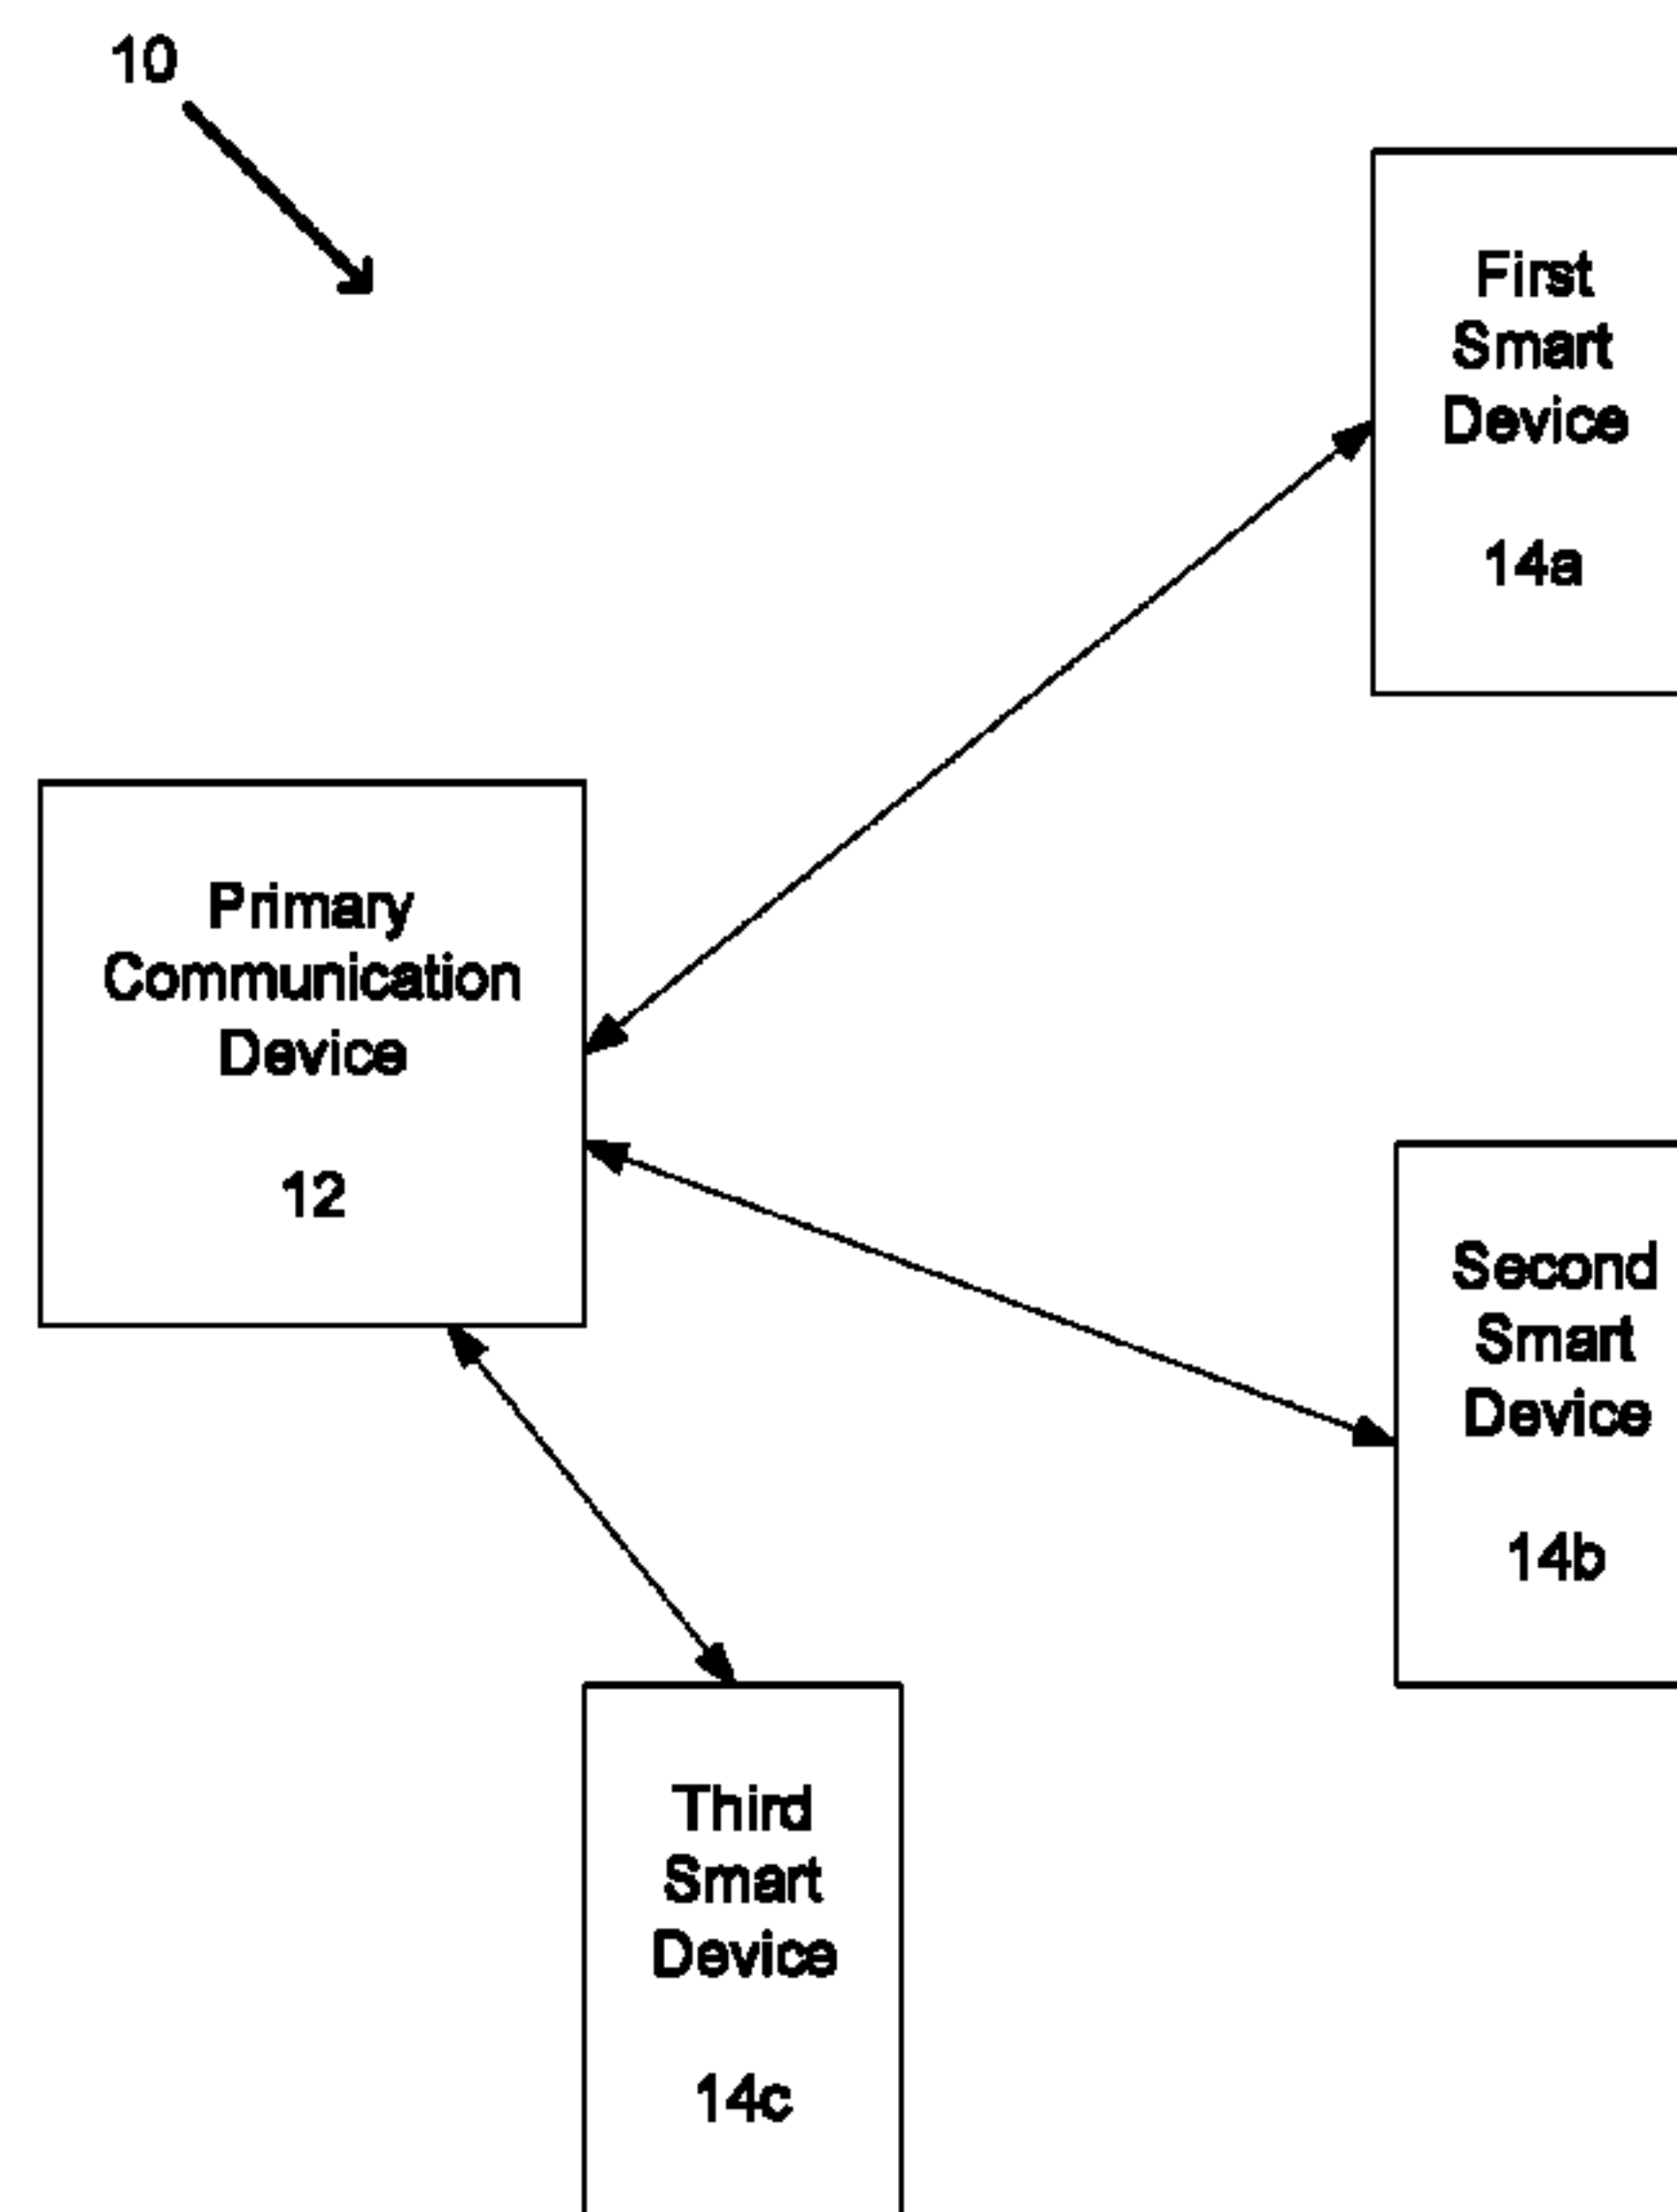 10
First
Smart
Device
14a
Primary
Communication
Device
12
Second
Smart
Device
14b
Third
Smart
Device
14c